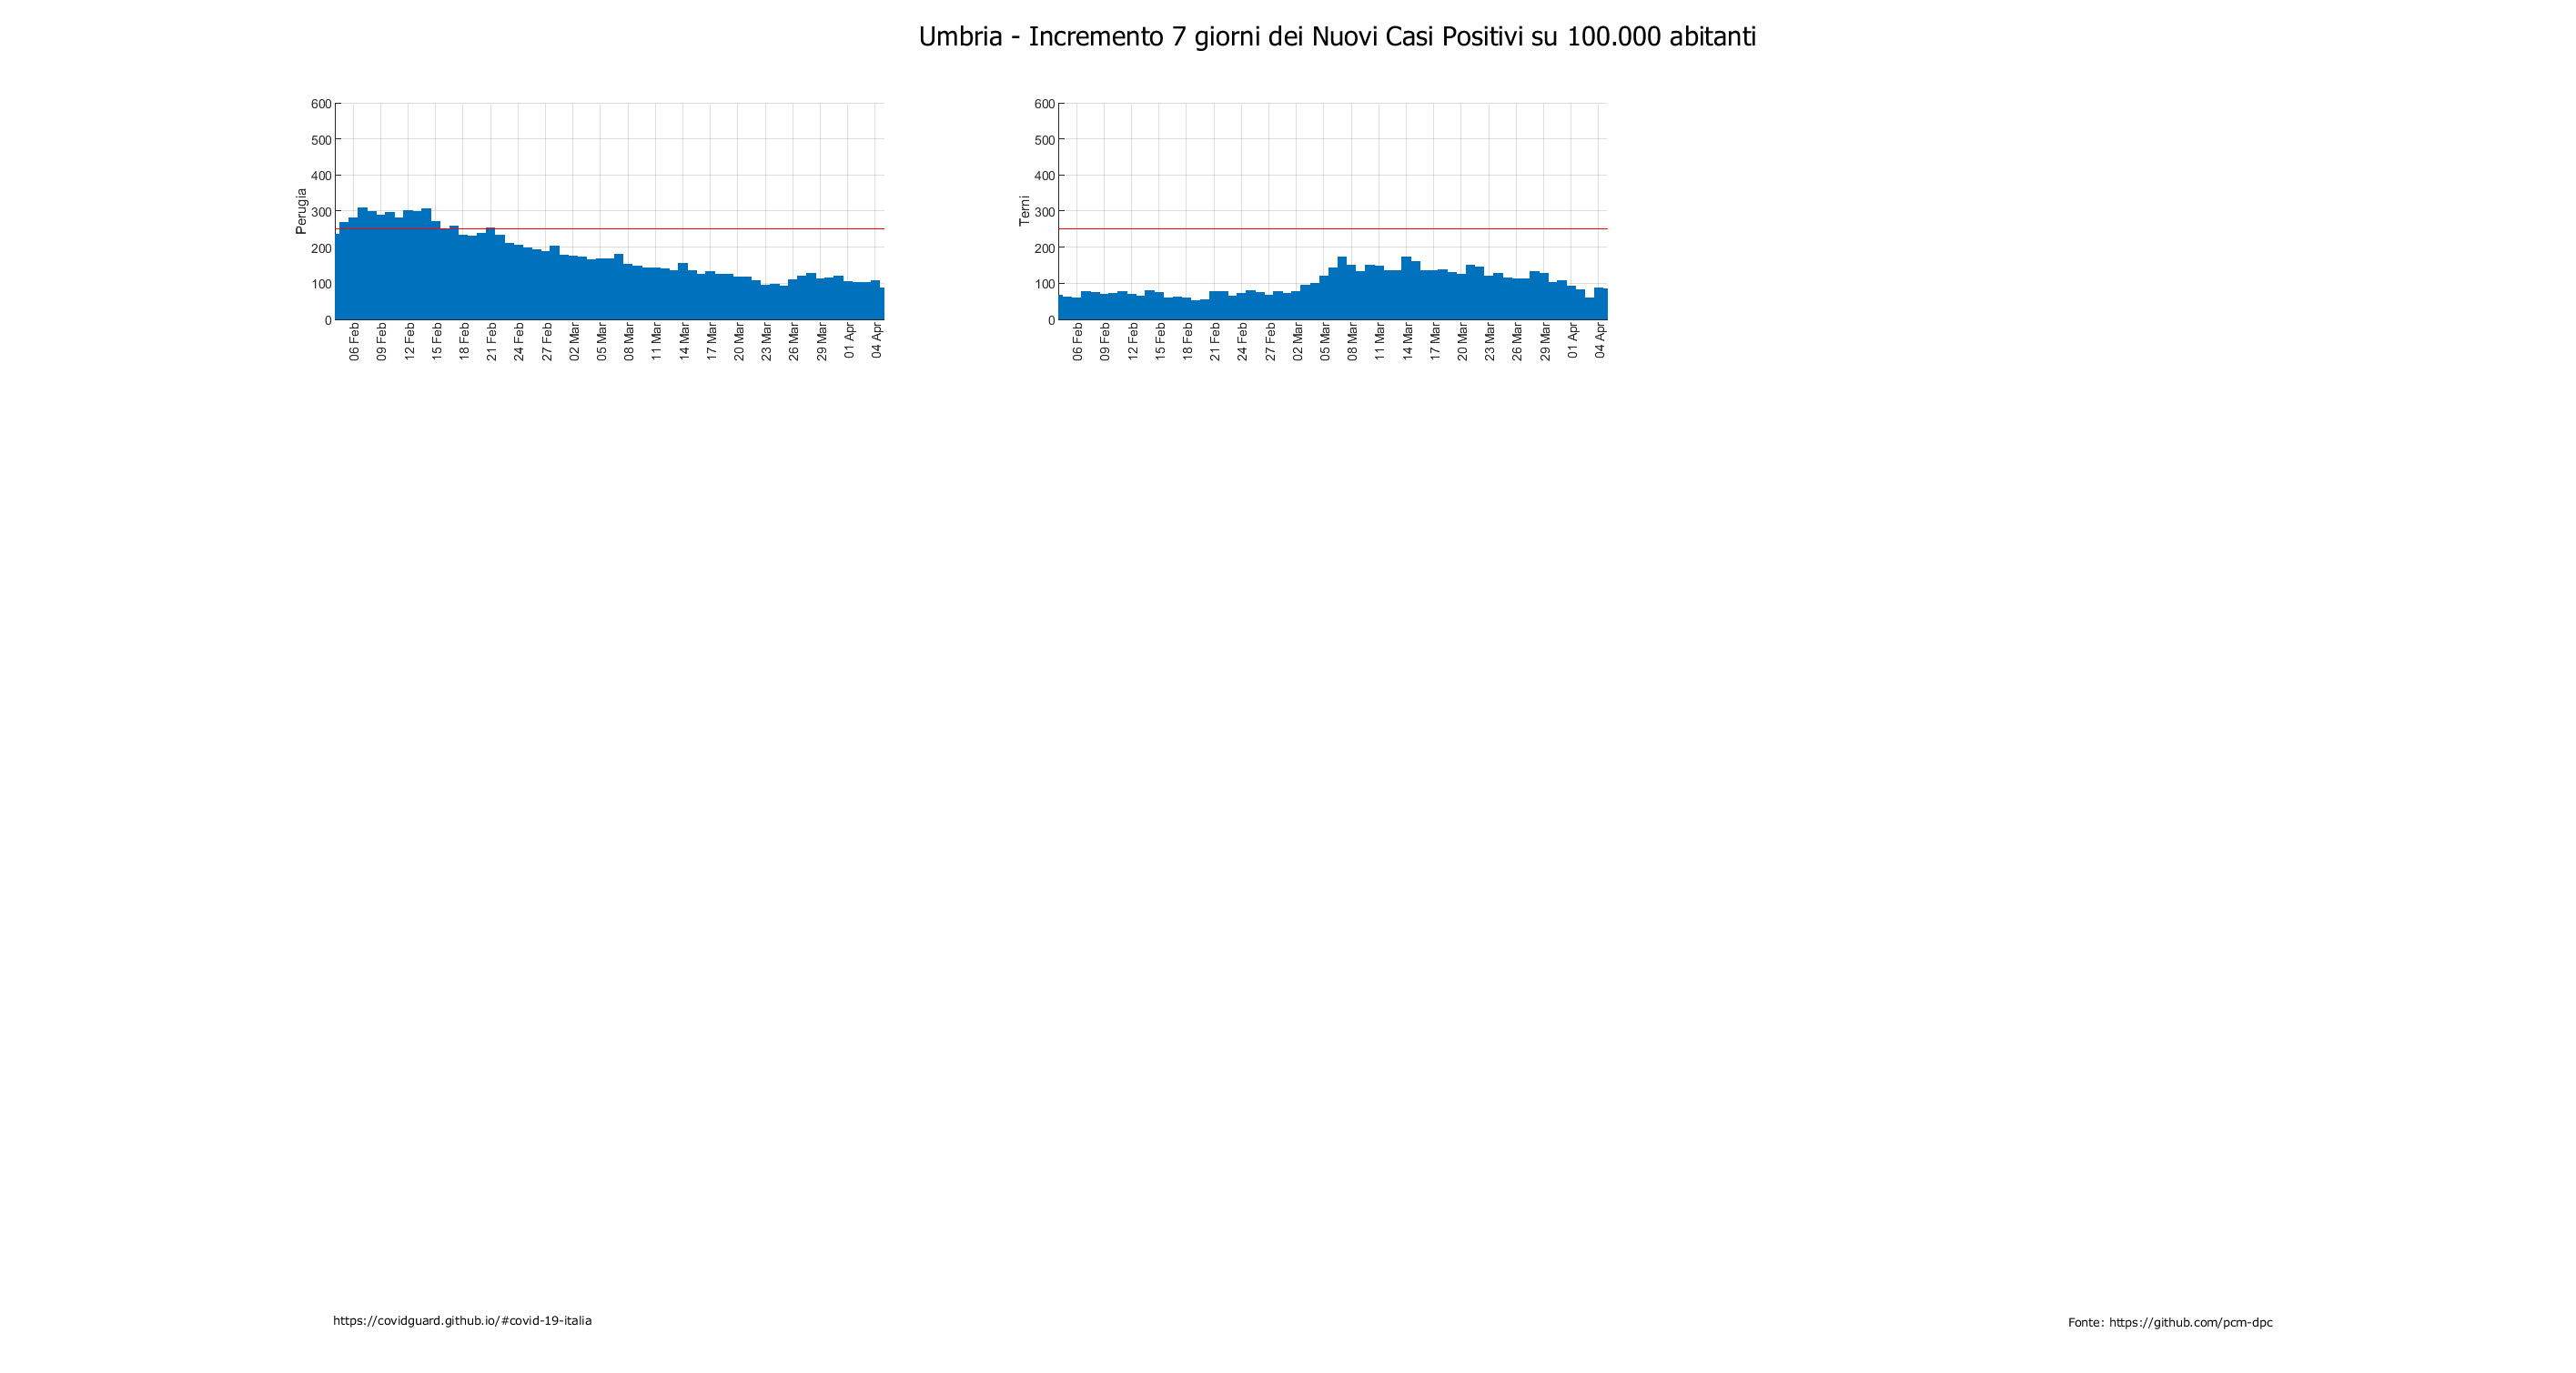 Umbria - Incremento 7 giorni dei Nuovi Casi Positivi su 100.000 abitanti
Perugia
600
500
400
300
200
100
0
06 Feb
09 Feb
12 Feb
15 Feb
18 Feb
21 Feb
24 Feb
27 Feb
02 Mar
05 Mar
08 Mar
11 Mar
14 Mar
17 Mar
20 Mar
23 Mar
26 Mar
29 Mar
01 Apr
04 Apr
Terni
600
500
400
300
200
100
0
06 Feb
09 Feb
12 Feb
15 Feb
18 Feb
21 Feb
24 Feb
27 Feb
02 Mar
05 Mar
08 Mar
11 Mar
14 Mar
17 Mar
20 Mar
23 Mar
26 Mar
29 Mar
01 Apr
04 Apr
https://covidguard.github.io/#covid-19-italia
Fonte: https://github.com/pcm-dpc